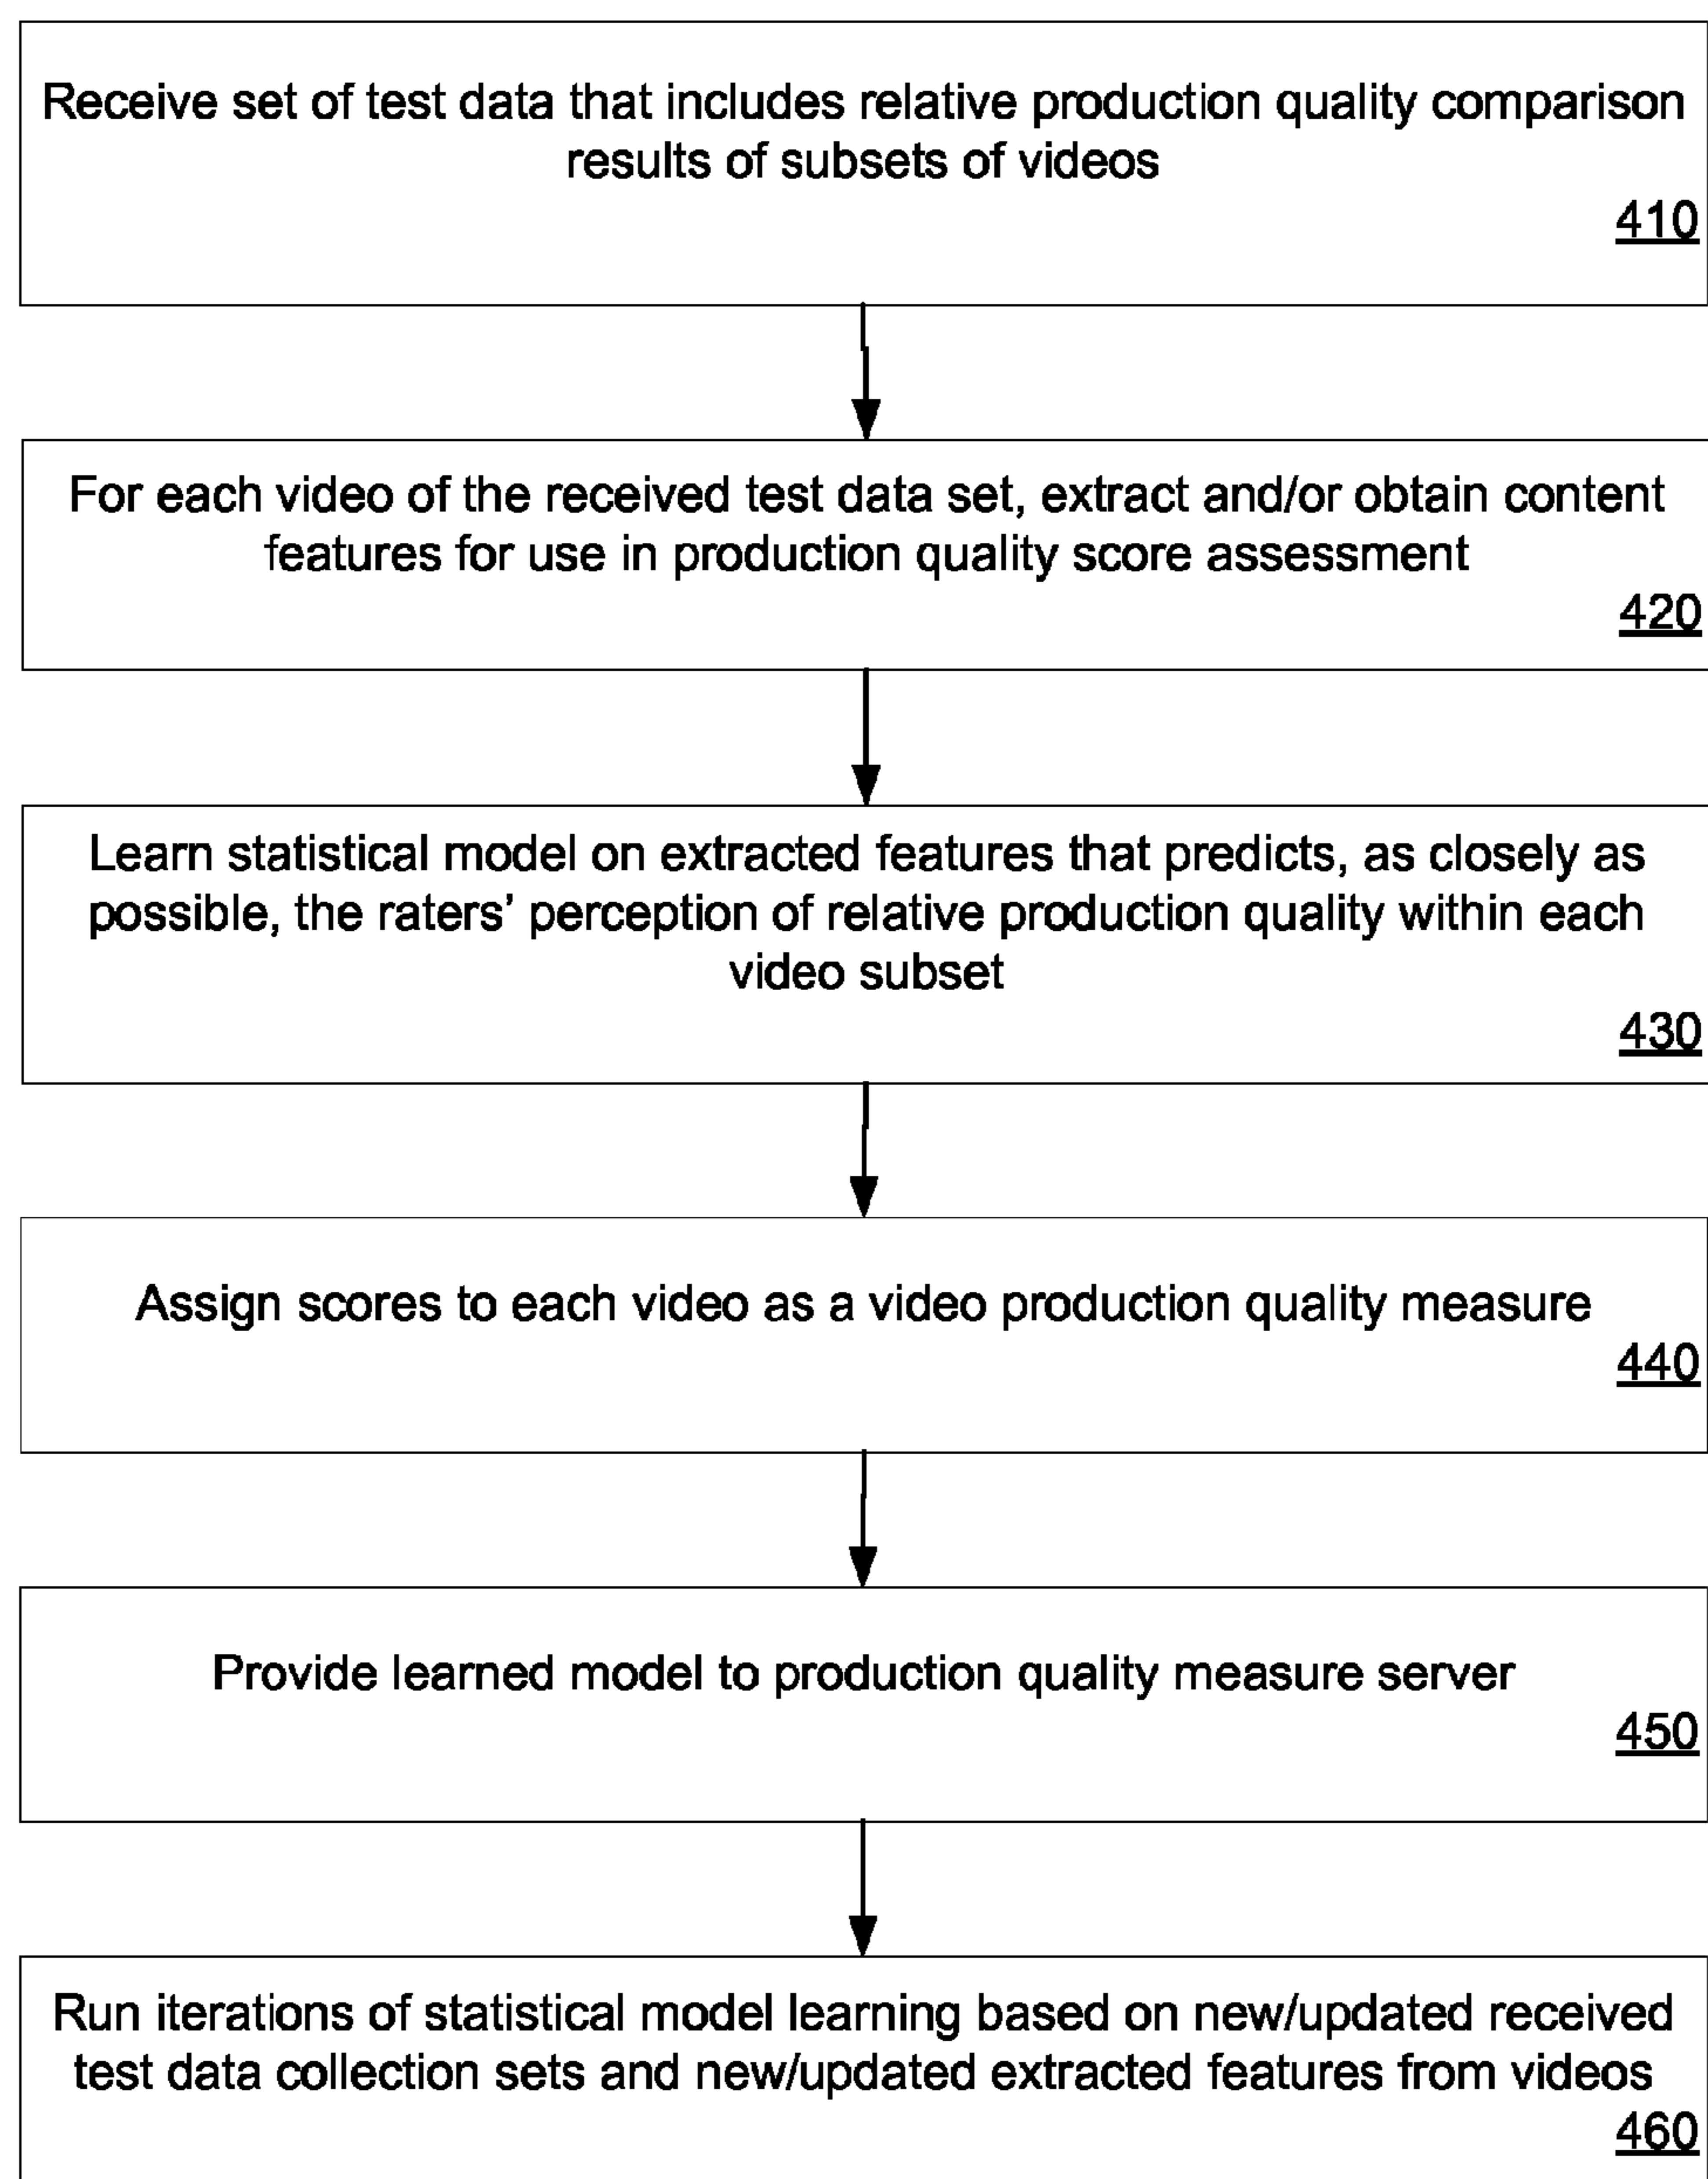 Receive set of test data that includes relative production quality comparison
results of subsets of videos
410
For each video of the received test data set, extract and/or obtain content
features for use in production quality score assessment
420
Learn statistical model on extracted features that predicts, as closely as
possible, the raters’ perception of relative production quality within each
video subset
430
Assign scores to each video as a video production quality measure
440
Provide learned model to production quality measure server
450
Run iterations of statistical model learning based on new/updated received
test data collection sets and new/updated extracted features from videos
460